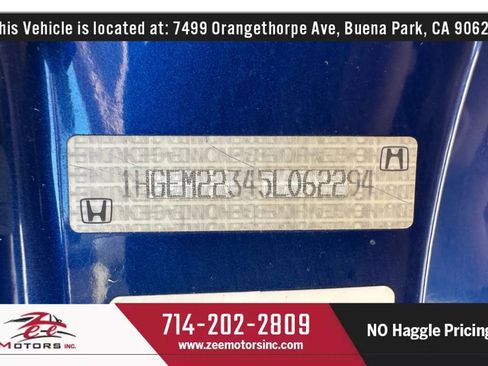 his Vehicle is located at: 7499 Orangethorpe Ave, Buena Park, CA 9062
1HGEM22345L062294
Zee
MOTORS INC.
714-202-2809
www.zeemotorsinc.com
NO Haggle Pricing